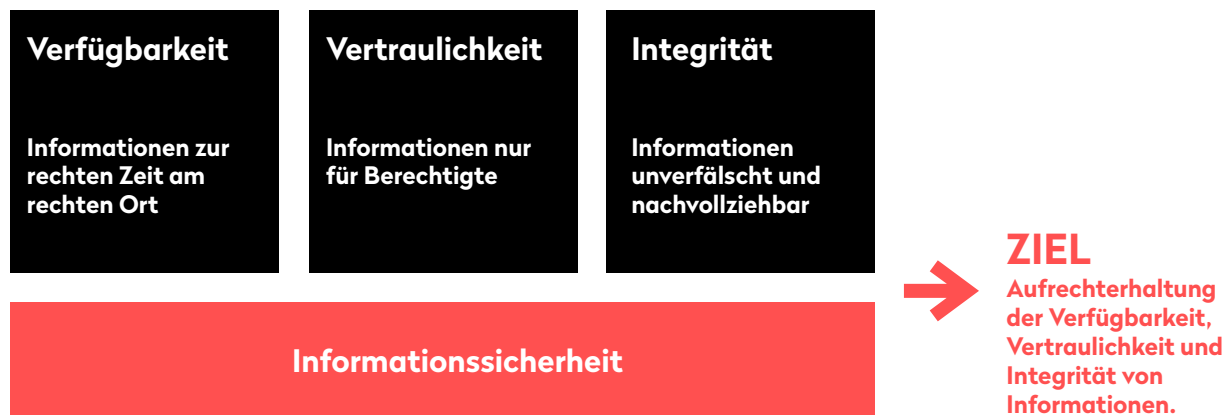 Verfügbarkeit
Informationen zur
rechten Zeit am
rechten Ort
Vertraulichkeit
Informationen nur
für Berechtigte
Integrität
Informationen
unverfälscht und
nachvollziehbar
Informationssicherheit
ZIEL
Aufrechterhaltung
der Verfügbarkeit,
Vertraulichkeit und
Integrität von
Informationen.